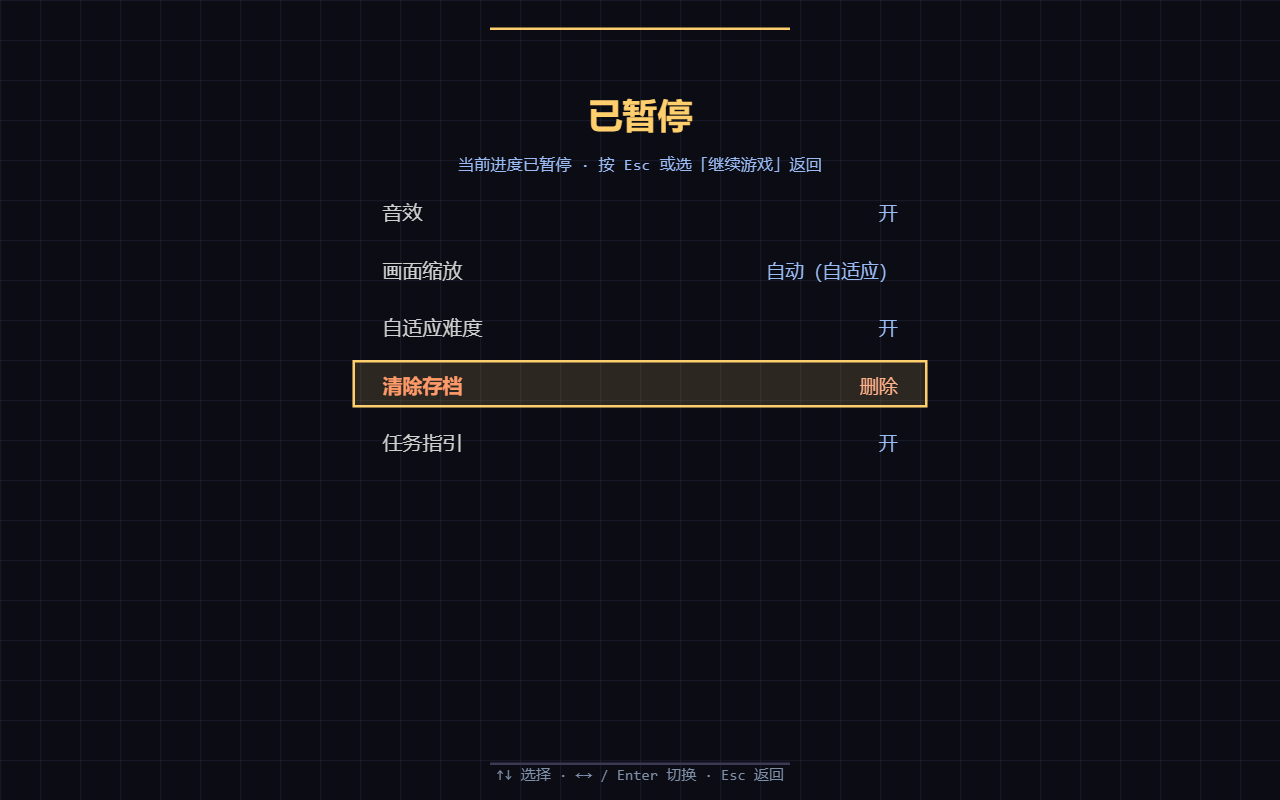 已暂停
当前进度已暂停 · 按 Esc 或选「继续游戏」返回
音效 开
画面缩放 自动 (自适应)
自适应难度 开
清除存档 删除
任务指引 开
↑↓ 选择 · ←→ / Enter 切换 · Esc 返回